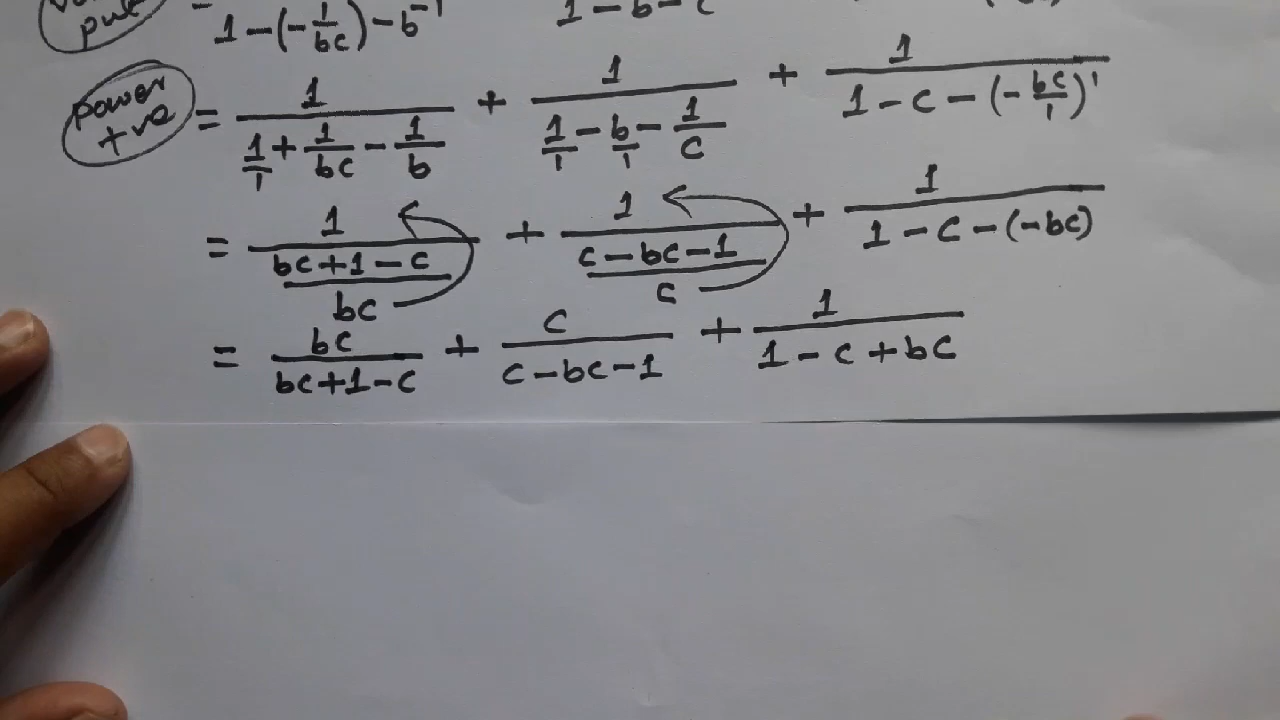 1-(-1/bc)-b⁻¹ 1-b-c
power +ve
= 1/(1/1+1/bc-1/b) + 1/(1/1-b/1-1/c) + 1/(1-c-(-bc/1)¹)
= 1/((bc+1-c)/bc) + 1/((c-bc-1)/c) + 1/(1-c-(-bc))
= bc/(bc+1-c) + c/(c-bc-1) + 1/(1-c+bc)